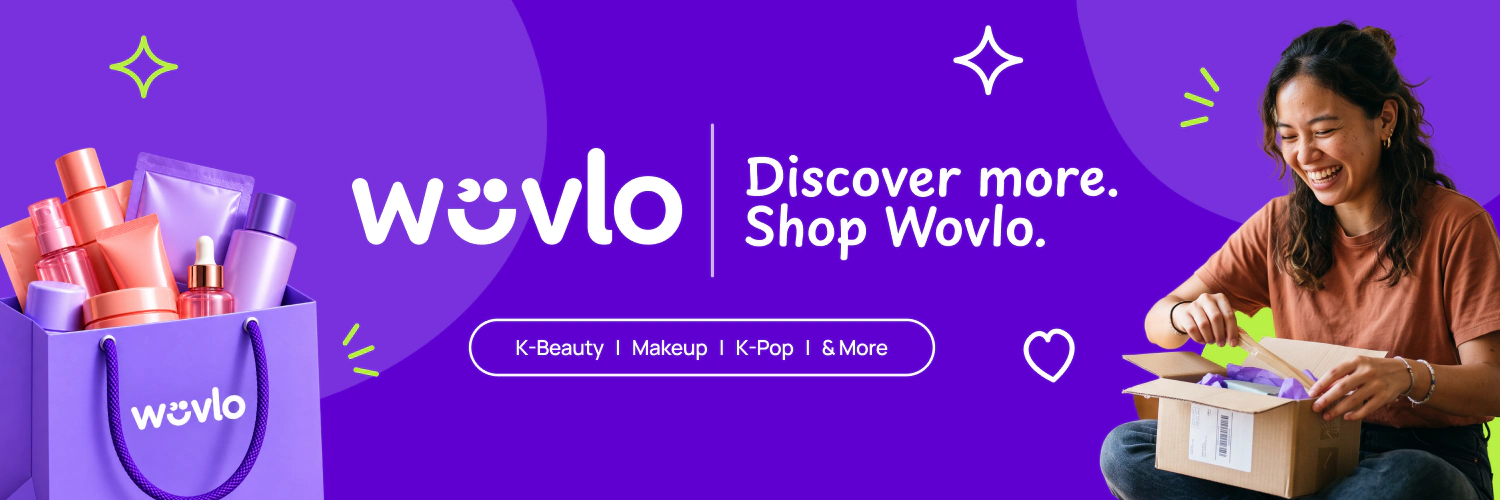 wovlo
Discover more.
Shop Wovlo.
K-Beauty | Makeup | K-Pop | & More
wovlo